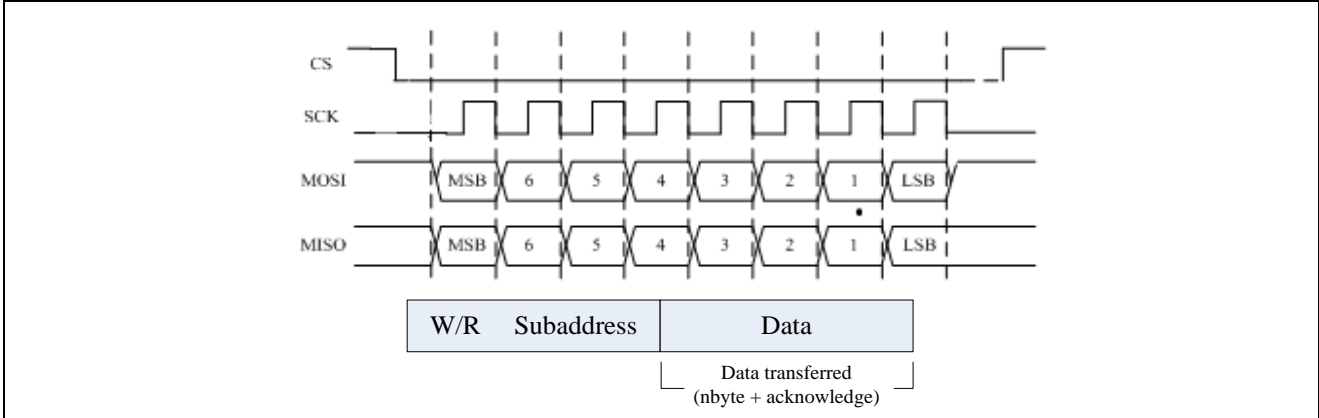 CS
SCK
MOSI MSB 6 5 4 3 2 1 LSB
MISO MSB 6 5 4 3 2 1 LSB
W/R Subaddress Data
Data transferred
(nbyte + acknowledge)